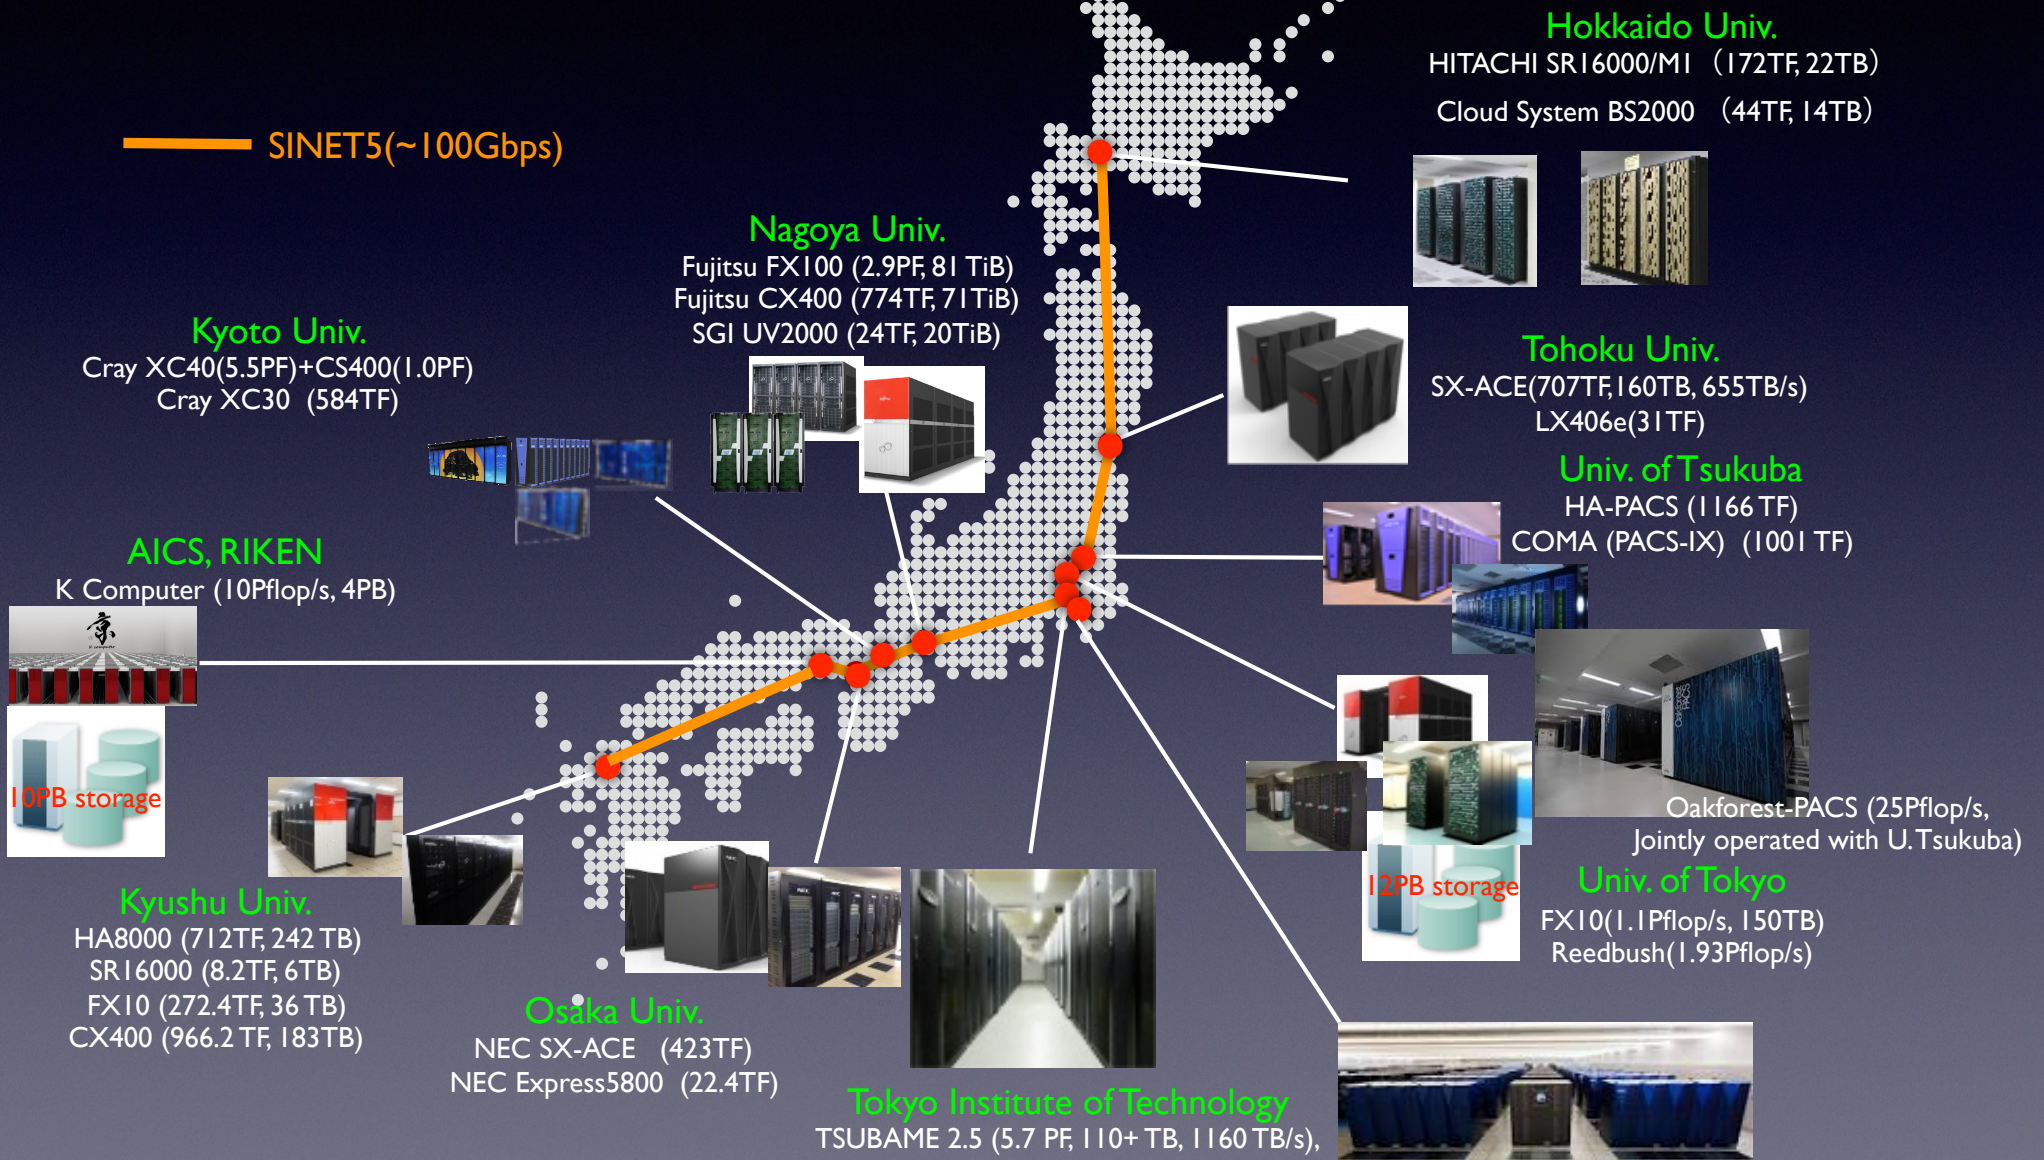 Hokkaido Univ.
HITACHI SR16000/M1（172TF, 22TB）
Cloud System BS2000 （44TF, 14TB）
SINET5(~100Gbps)
Nagoya Univ.
Fujitsu FX100 (2.9PF, 81 TiB)
Fujitsu CX400 (774TF, 71TiB)
SGI UV2000 (24TF, 20TiB)
Kyoto Univ.
Cray XC40(5.5PF)+CS400(1.0PF)
Cray XC30 (584TF)
Tohoku Univ.
SX-ACE(707TF,160TB, 655TB/s)
LX406e(31TF)
Univ. of Tsukuba
HA-PACS (1166 TF)
COMA (PACS-IX) (1001 TF)
AICS, RIKEN
K Computer (10Pflop/s, 4PB)
京
K computer
10PB storage
Oakforest
PACS
Oakforest-PACS (25Pflop/s,
Jointly operated with U. Tsukuba)
12PB storage
Univ. of Tokyo
FX10(1.1Pflop/s, 150TB)
Reedbush(1.93Pflop/s)
Kyushu Univ.
HA8000 (712TF, 242 TB)
SR16000 (8.2TF, 6TB)
FX10 (272.4TF, 36 TB)
CX400 (966.2 TF, 183TB)
Osaka Univ.
NEC SX-ACE (423TF)
NEC Express5800 (22.4TF)
Tokyo Institute of Technology
TSUBAME 2.5 (5.7 PF, 110+ TB, 1160 TB/s),